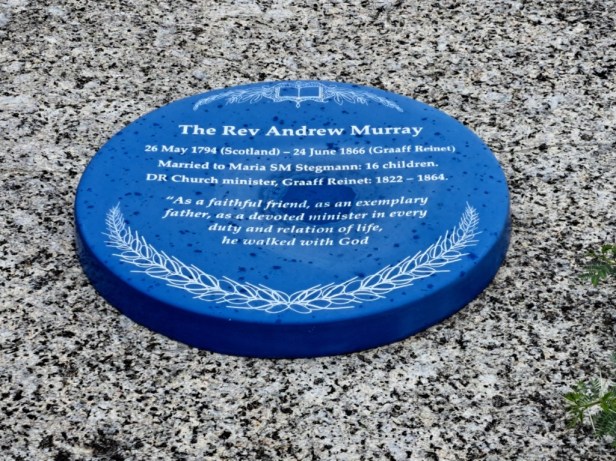 The Rev Andrew Murray
26 May 1794 (Scotland) – 24 June 1866 (Graaff Reinet)
Married to Maria SM Stegmann: 16 children.
DR Church minister, Graaff Reinet: 1822 – 1864.
"As a faithful friend, as an exemplary
father, as a devoted minister in every
duty and relation of life,
he walked with God